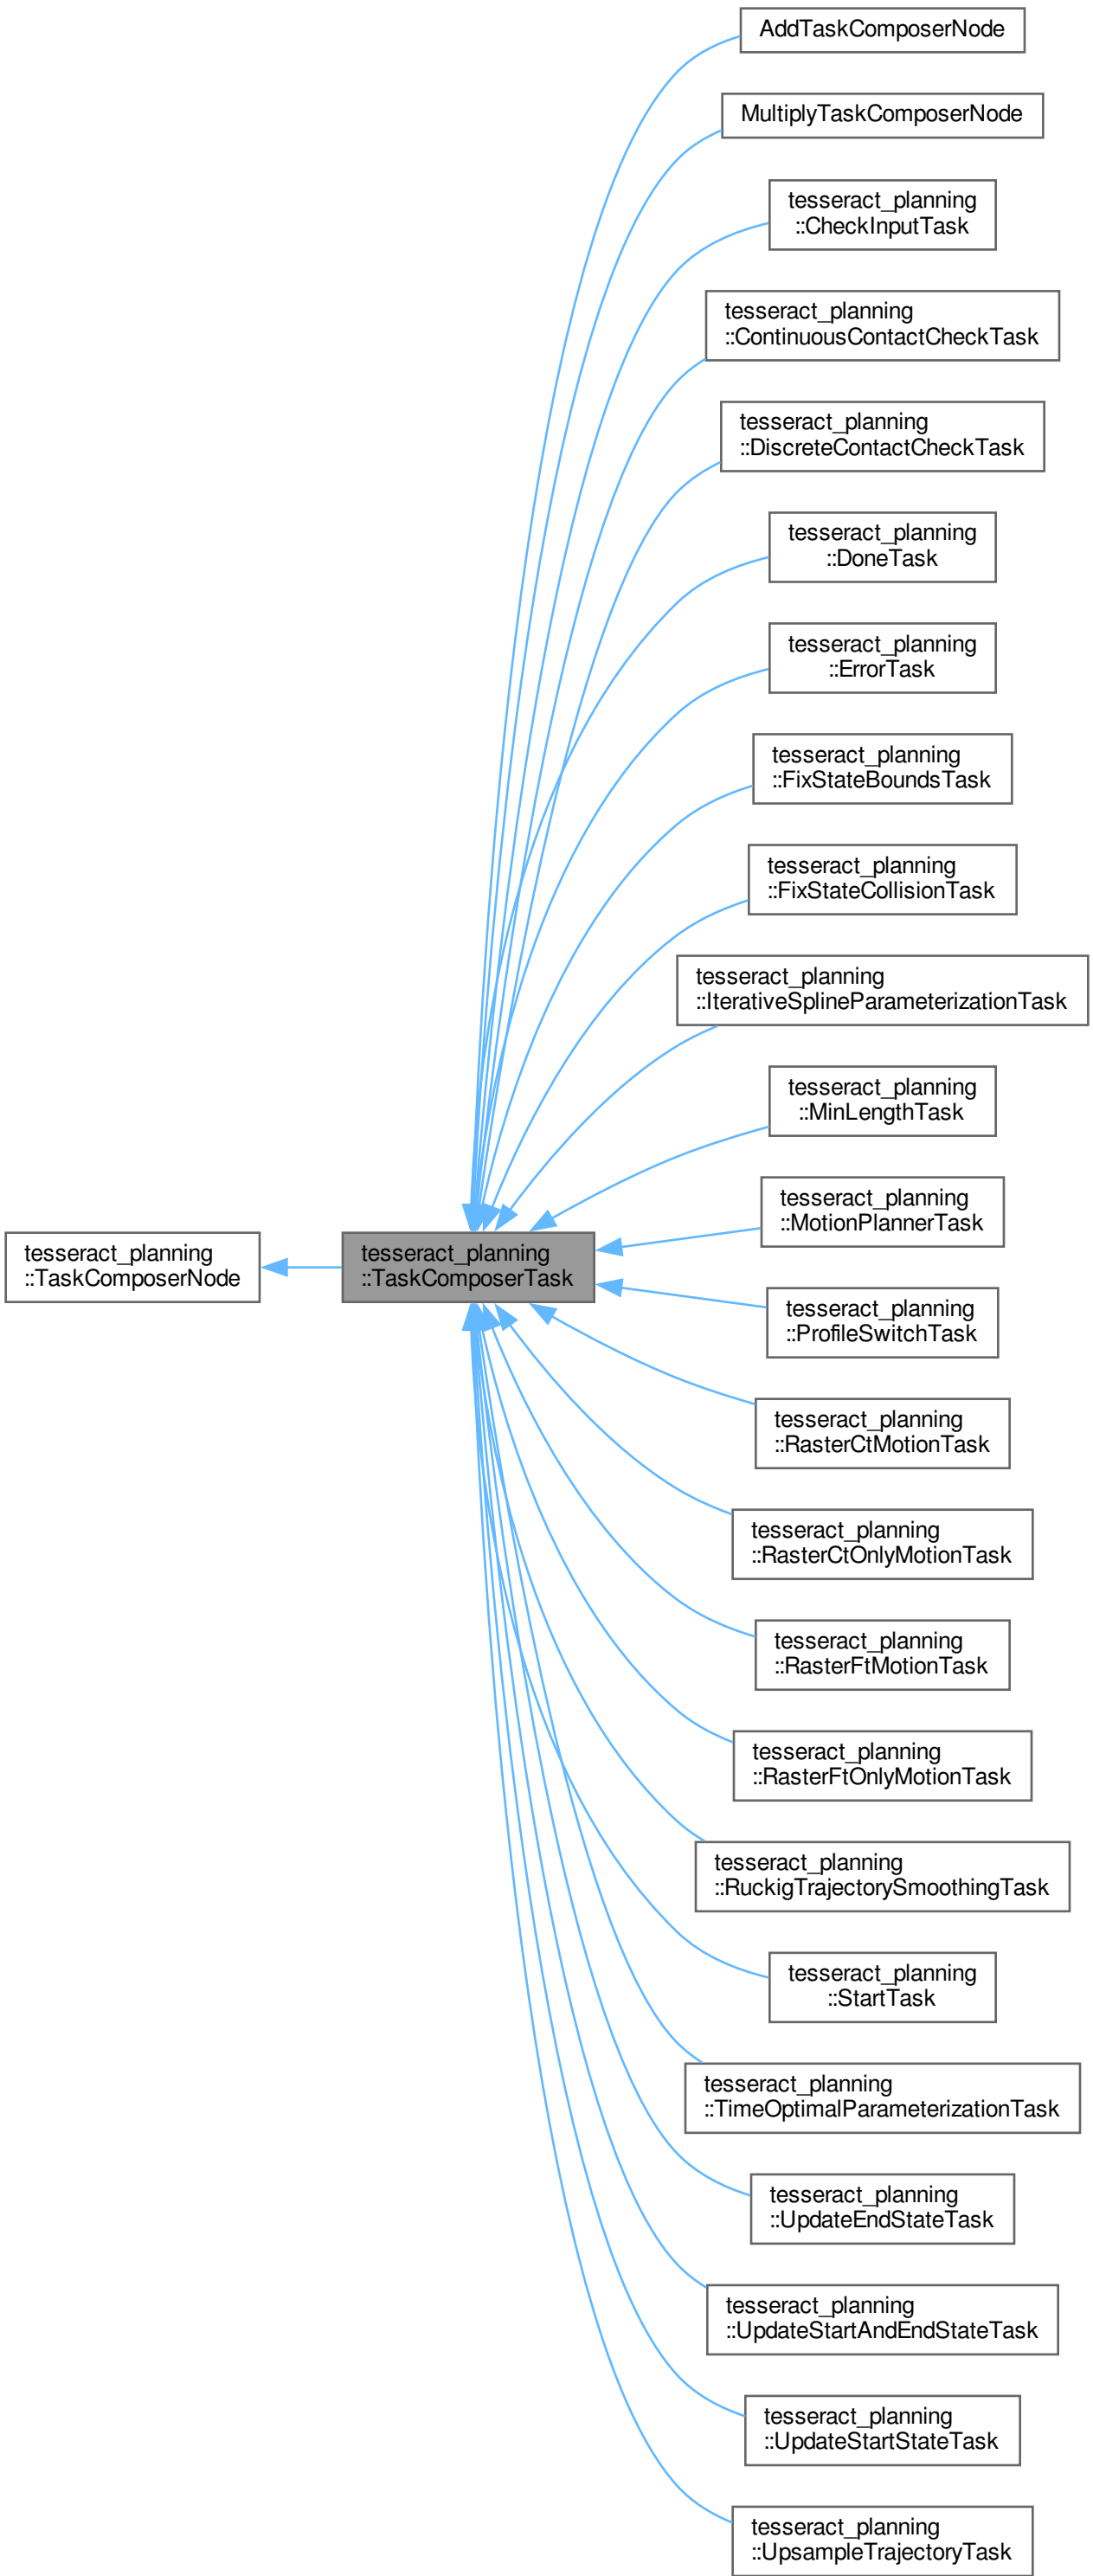 AddTaskComposerNode
MultiplyTaskComposerNode
tesseract_planning
::CheckInputTask
tesseract_planning
::ContinuousContactCheckTask
tesseract_planning
::DiscreteContactCheckTask
tesseract_planning
::DoneTask
tesseract_planning
::ErrorTask
tesseract_planning
::FixStateBoundsTask
tesseract_planning
::FixStateCollisionTask
tesseract_planning
::IterativeSplineParameterizationTask
tesseract_planning
::MinLengthTask
tesseract_planning
::MotionPlannerTask
tesseract_planning
::TaskComposerNode
tesseract_planning
::TaskComposerTask
tesseract_planning
::ProfileSwitchTask
tesseract_planning
::RasterCtMotionTask
tesseract_planning
::RasterCtOnlyMotionTask
tesseract_planning
::RasterFtMotionTask
tesseract_planning
::RasterFtOnlyMotionTask
tesseract_planning
::RuckigTrajectorySmoothingTask
tesseract_planning
::StartTask
tesseract_planning
::TimeOptimalParameterizationTask
tesseract_planning
::UpdateEndStateTask
tesseract_planning
::UpdateStartAndEndStateTask
tesseract_planning
::UpdateStartStateTask
tesseract_planning
::UpsampleTrajectoryTask